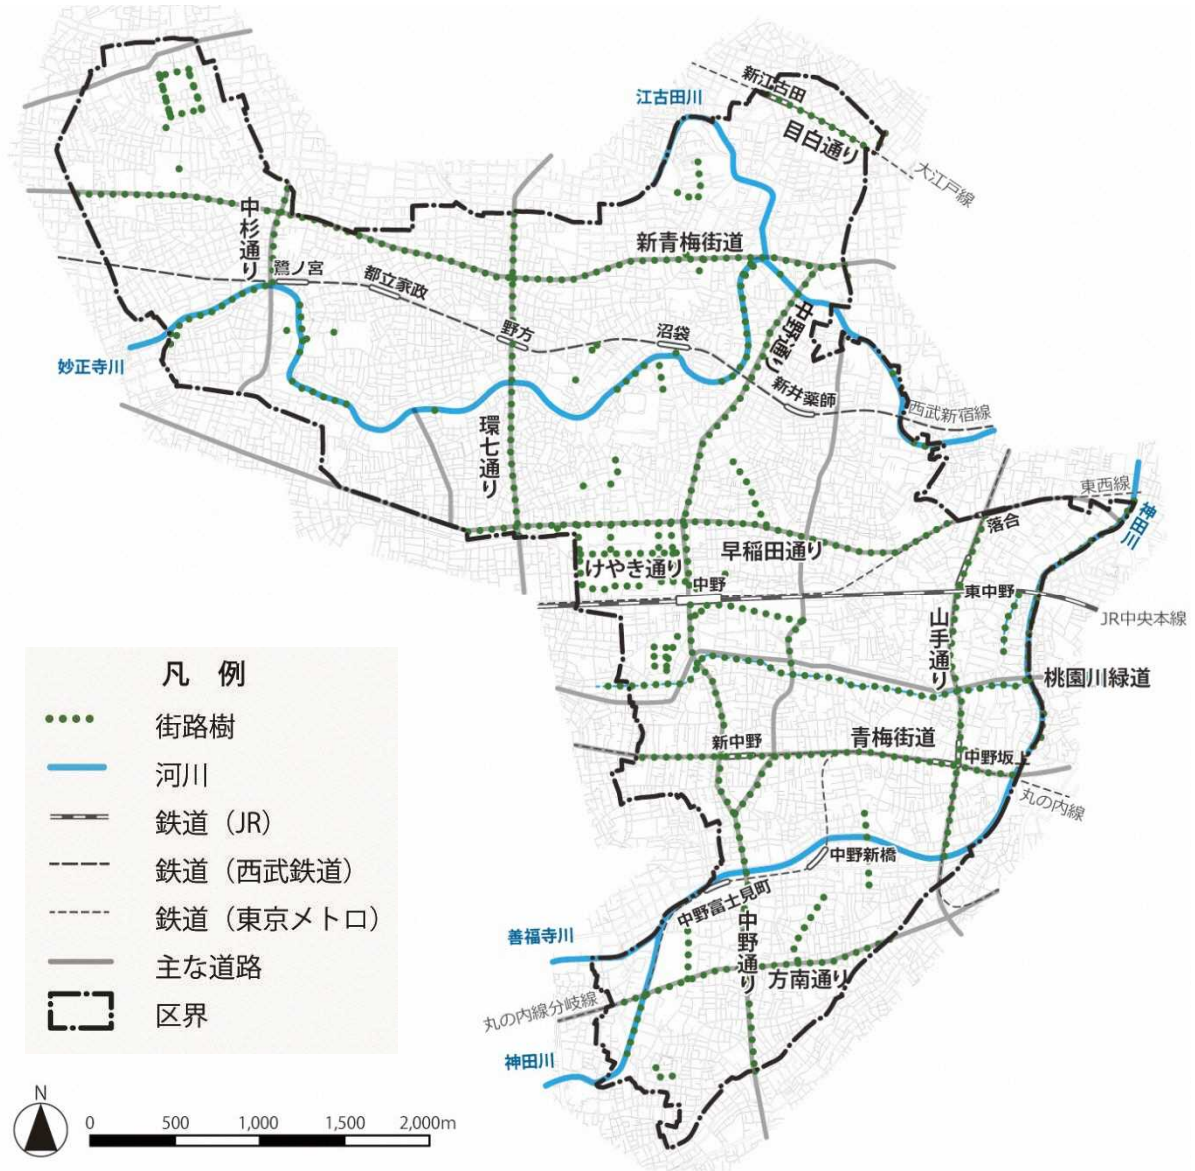 新江古田
江古田川
目白通り
大江戸線
中杉通り
新青梅街道
鷺ノ宮
都立家政
野方
沼袋
中野通り
妙正寺川
新井薬師
西武新宿線
環七通り
東西線
神田川
落合
早稲田通り
けやき通り
中野
東中野
JR中央本線
山手通り
桃園川緑道
新中野
青梅街道
中野坂上
丸の内線
中野新橋
中野富士見町
善福寺川
中野通り
方南通り
丸の内線分岐線
神田川
凡 例
街路樹
河川
鉄道（JR）
鉄道（西武鉄道）
鉄道（東京メトロ）
主な道路
区界
N
0 500 1,000 1,500 2,000m